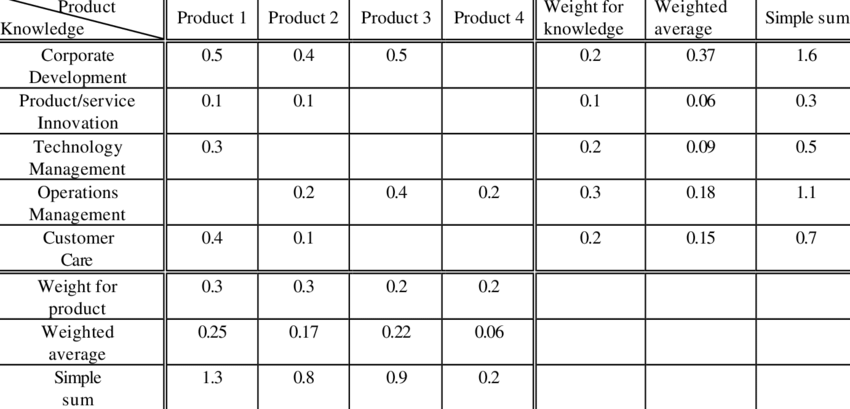 Product Product 1 Product 2 Product 3 Product 4 Weight for knowledge Weighted average Simple sum
Knowledge
Corporate Development 0.5 0.4 0.5 0.2 0.37 1.6
Product/service Innovation 0.1 0.1 0.1 0.06 0.3
Technology Management 0.3 0.2 0.09 0.5
Operations Management 0.2 0.4 0.2 0.3 0.18 1.1
Customer Care 0.4 0.1 0.2 0.15 0.7
Weight for product 0.3 0.3 0.2 0.2
Weighted average 0.25 0.17 0.22 0.06
Simple sum 1.3 0.8 0.9 0.2